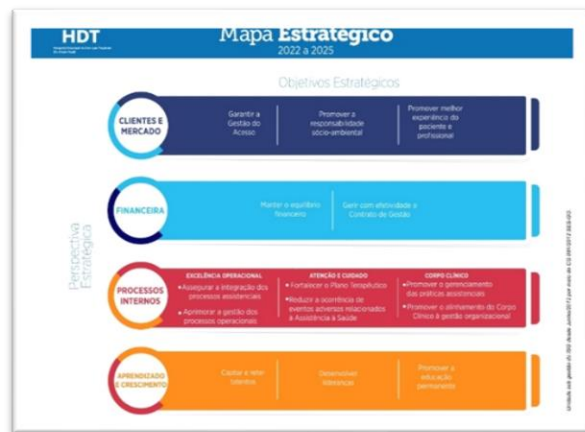 HDT
Mapa Estratégico
2022 a 2025
Objetivos Estratégicos
Perspectiva
Estratégica
CLIENTES E
MERCADO
Garantir a
Gestão do
Acesso
Promover a
responsabilidade
sócio-ambiental
Promover melhor
experiência do
paciente e
profissional
FINANCEIRA
Manter o equilíbrio
financeiro
Gerir com efetividade o
Contrato de Gestão
PROCESSOS
INTERNOS
EXCELÊNCIA OPERACIONAL
Assegurar a integração dos
processos assistenciais
Aprimorar a gestão dos
processos operacionais
ATENÇÃO E CUIDADO
Fortalecer o Plano Terapêutico
Reduzir a ocorrência de
eventos adversos relacionados
à Assistência à Saúde
CORPO CLÍNICO
Promover o gerenciamento
das práticas assistenciais
Promover o alinhamento do Corpo
Clínico à gestão organizacional
APRENDIZADO
E CRESCIMENTO
Captar e reter
talentos
Desenvolver
lideranças
Promover a
educação
permanente